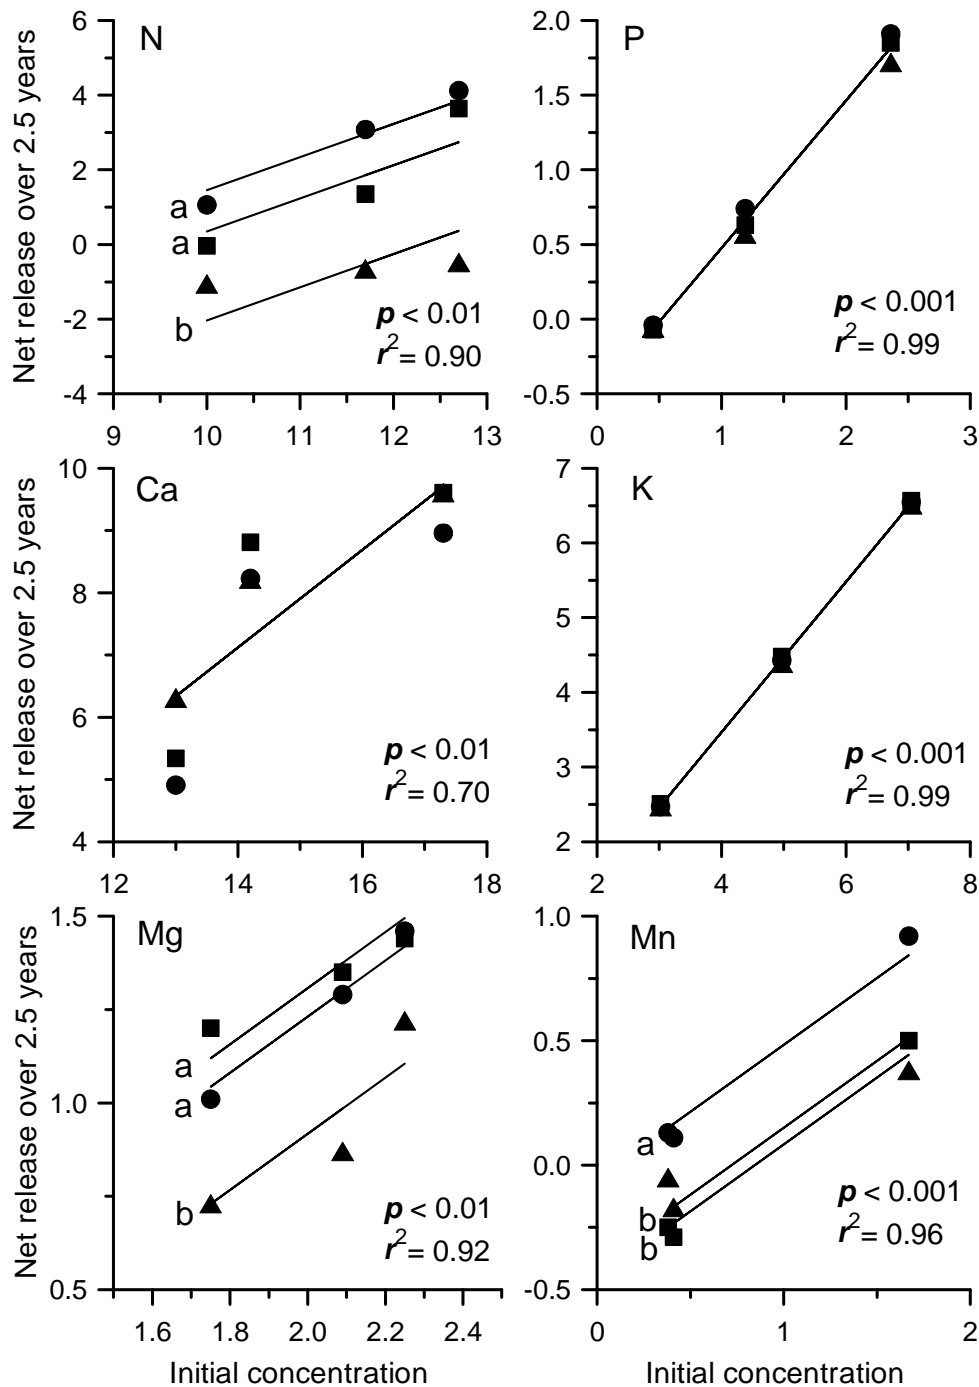 Net release over 2.5 years
6
4
2
0
-2
-4
N
a
a
b
p < 0.01
r2= 0.90
9 10 11 12 13
2.0
1.5
1.0
0.5
0.0
-0.5
P
p < 0.001
r2= 0.99
0 1 2 3
Net release over 2.5 years
10
8
6
4
Ca
p < 0.01
r2= 0.70
12 14 16 18
7
6
5
4
3
2
K
p < 0.001
r2= 0.99
2 4 6 8
Net release over 2.5 years
1.5
1.0
0.5
Mg
a
a
b
p < 0.01
r2= 0.92
1.6 1.8 2.0 2.2 2.4
Initial concentration
1.0
0.5
0.0
-0.5
Mn
a
b
b
p < 0.001
r2= 0.96
0 1 2
Initial concentration